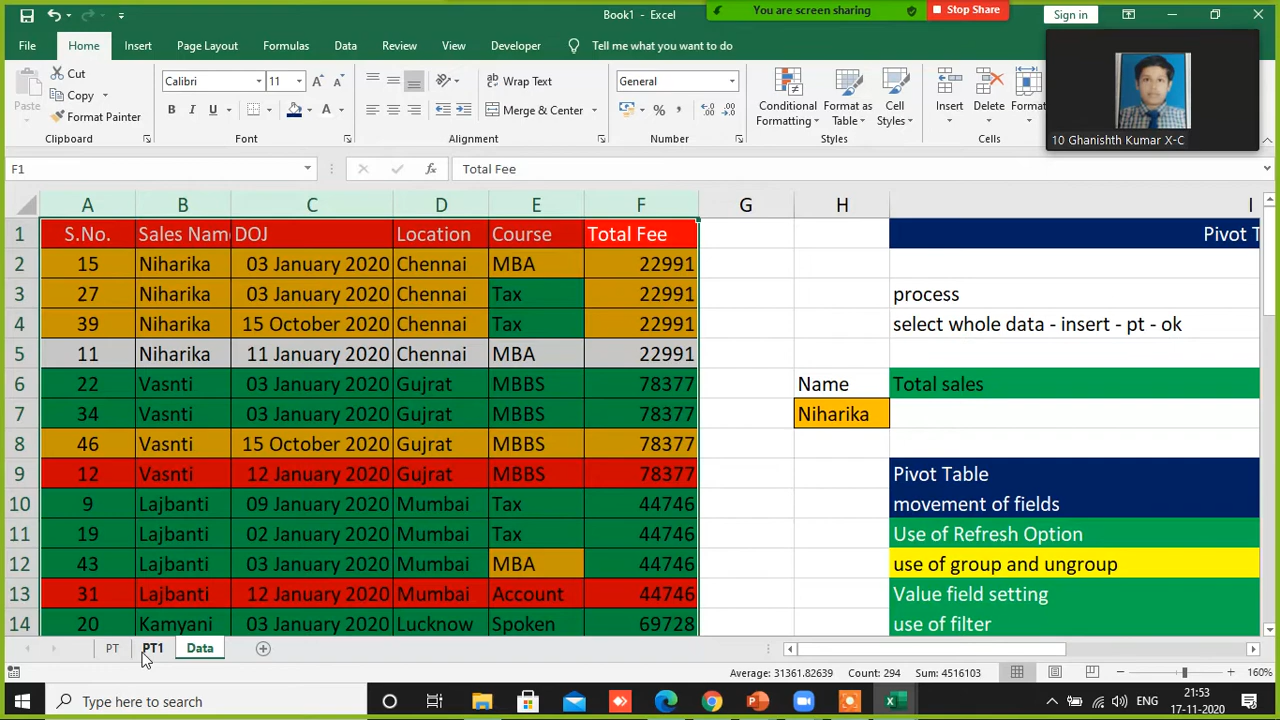 Book1 - Excel
You are screen sharing
Stop Share
Sign in
File Home Insert Page Layout Formulas Data Review View Developer Tell me what you want to do
Paste
Cut
Copy
Format Painter
Clipboard
Calibri 11
B I U
Font
Wrap Text
Merge & Center
Alignment
General
Number
Conditional Formatting
Format as Table
Cell Styles
Styles
Insert Delete Format
Cells
10 Ghanishth Kumar X-C
F1 fx Total Fee
A B C D E F G H I
1 S.No. Sales Nam DOJ Location Course Total Fee Pivot T
2 15 Niharika 03 January 2020 Chennai MBA 22991
3 27 Niharika 03 January 2020 Chennai Tax 22991 process
4 39 Niharika 15 October 2020 Chennai Tax 22991 select whole data - insert - pt - ok
5 11 Niharika 11 January 2020 Chennai MBA 22991
6 22 Vasnti 03 January 2020 Gujrat MBBS 78377 Name Total sales
7 34 Vasnti 03 January 2020 Gujrat MBBS 78377 Niharika
8 46 Vasnti 15 October 2020 Gujrat MBBS 78377
9 12 Vasnti 12 January 2020 Gujrat MBBS 78377 Pivot Table
10 9 Lajbanti 09 January 2020 Mumbai Tax 44746 movement of fields
11 19 Lajbanti 02 January 2020 Mumbai Tax 44746 Use of Refresh Option
12 43 Lajbanti 03 January 2020 Mumbai MBA 44746 use of group and ungroup
13 31 Lajbanti 12 January 2020 Mumbai Account 44746 Value field setting
14 20 Kamyani 03 January 2020 Lucknow Spoken 69728 use of filter
PT PT1 Data
Average: 31361.82639 Count: 294 Sum: 4516103 160%
Type here to search
ENG
21:53
17-11-2020